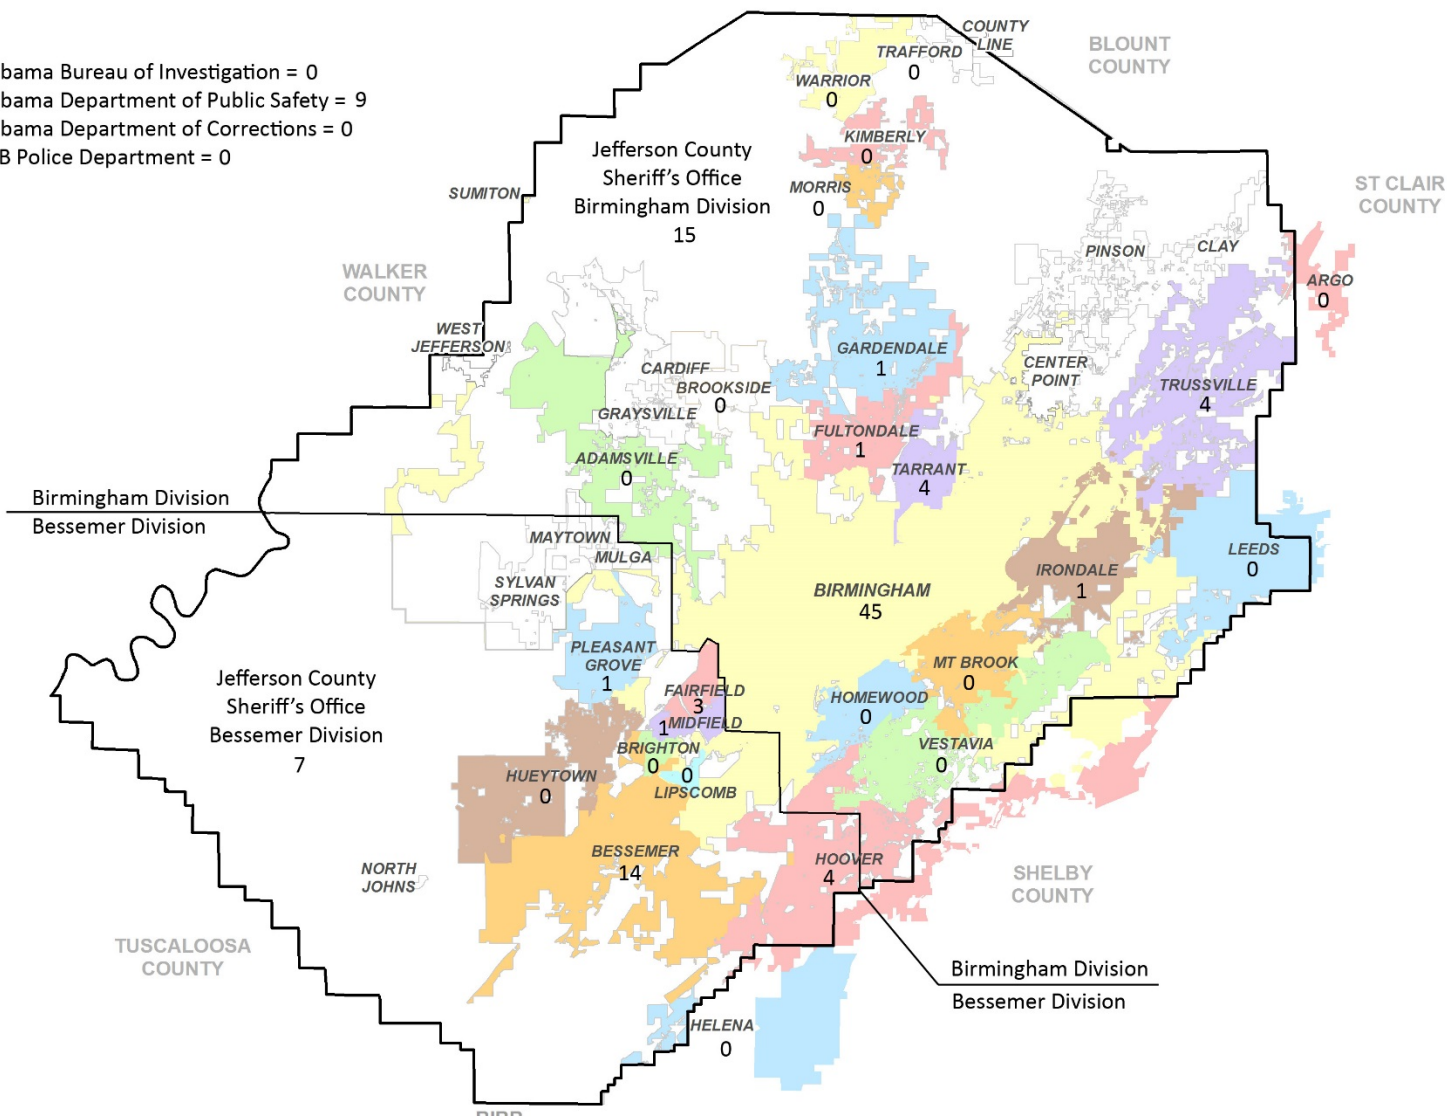 COUNTY
LINE
BLOUNT
COUNTY
TRAFFORD
0
bama Bureau of Investigation = 0
bama Department of Public Safety = 9
bama Department of Corrections = 0
B Police Department = 0
WARRIOR
0
KIMBERLY
0
Jefferson County
Sheriff's Office
Birmingham Division
15
MORRIS
0
SUMITON
ST CLAIR
COUNTY
PINSON
CLAY
WALKER
COUNTY
ARGO
0
WEST
JEFFERSON
GARDENDALE
1
CARDIFF
BROOKSIDE
0
CENTER
POINT
TRUSSVILLE
4
GRAYSVILLE
FULTONDALE
1
ADAMSVILLE
0
TARRANT
4
Birmingham Division
Bessemer Division
MAYTOWN
MULGA
LEEDS
0
SYLVAN
SPRINGS
IRONDALE
1
BIRMINGHAM
45
PLEASANT
GROVE
1
MT BROOK
0
Jefferson County
Sheriff's Office
Bessemer Division
7
FAIRFIELD
3
HOMEWOOD
0
1
MIDFIELD
BRIGHTON
0
0
LIPSCOMB
VESTAVIA
0
HUEYTOWN
0
BESSEMER
14
HOOVER
4
NORTH
JOHNS
SHELBY
COUNTY
TUSCALOOSA
COUNTY
Birmingham Division
Bessemer Division
HELENA
0
BIBB